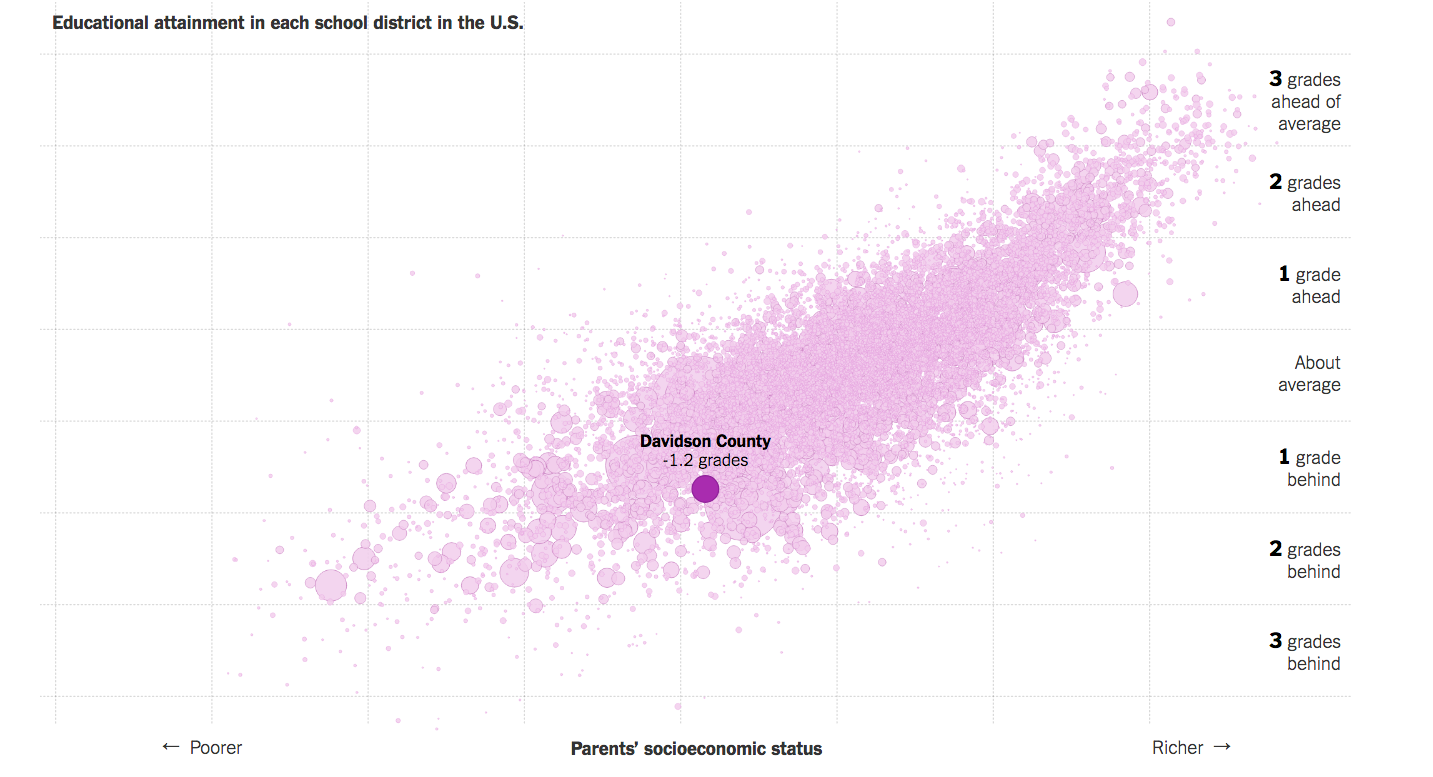 Educational attainment in each school district in the U.S.
3 grades
ahead of
average
2 grades
ahead
1 grade
ahead
About
average
Davidson County
-1.2 grades
1 grade
behind
2 grades
behind
3 grades
behind
← Poorer
Parents’ socioeconomic status
Richer →